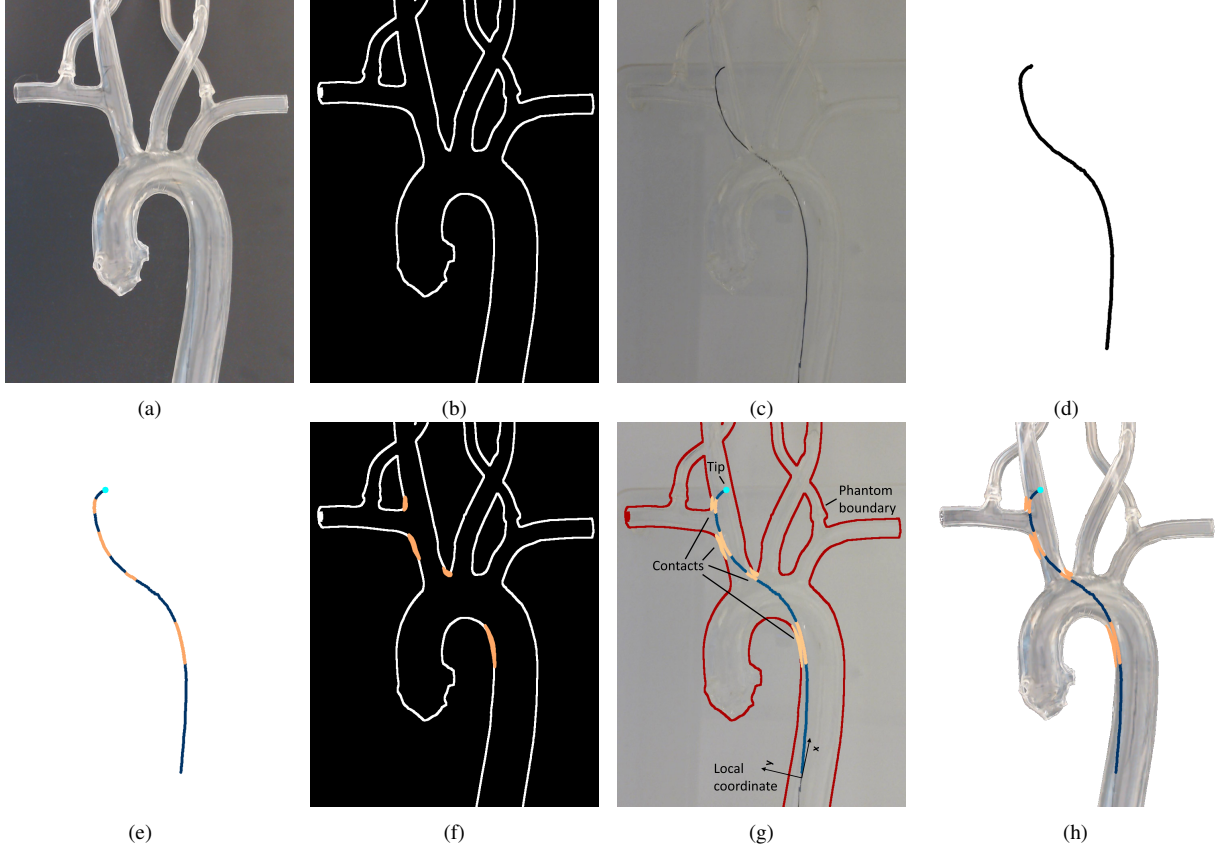 (a)
(b)
(c)
(d)
Tip
Phantom
boundary
Contacts
x
y
Local
coordinate
(e)
(f)
(g)
(h)